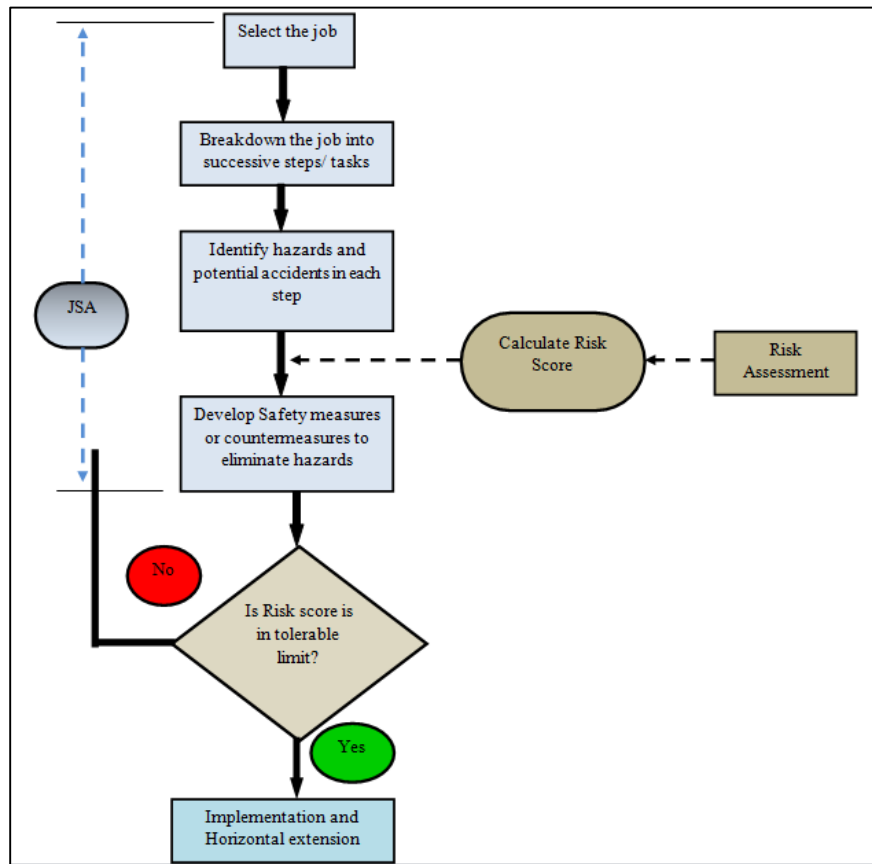 Select the job
Breakdown the job into
successive steps/ tasks
Identify hazards and
potential accidents in each
step
JSA
Calculate Risk
Score
Risk
Assessment
Develop Safety measures
or countermeasures to
eliminate hazards
No
Is Risk score is
in tolerable
limit?
Yes
Implementation and
Horizontal extension